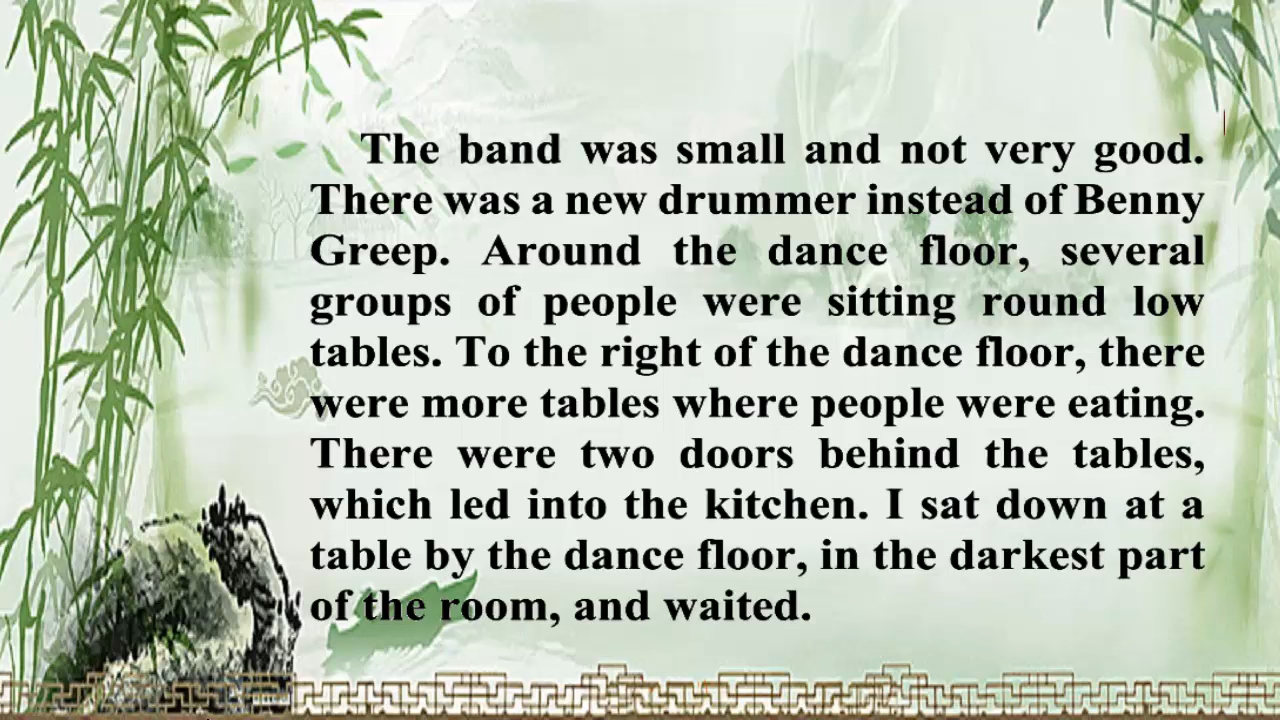 The band was small and not very good.
There was a new drummer instead of Benny
Greep. Around the dance floor, several
groups of people were sitting round low
tables. To the right of the dance floor, there
were more tables where people were eating.
There were two doors behind the tables,
which led into the kitchen. I sat down at a
table by the dance floor, in the darkest part
of the room, and waited.